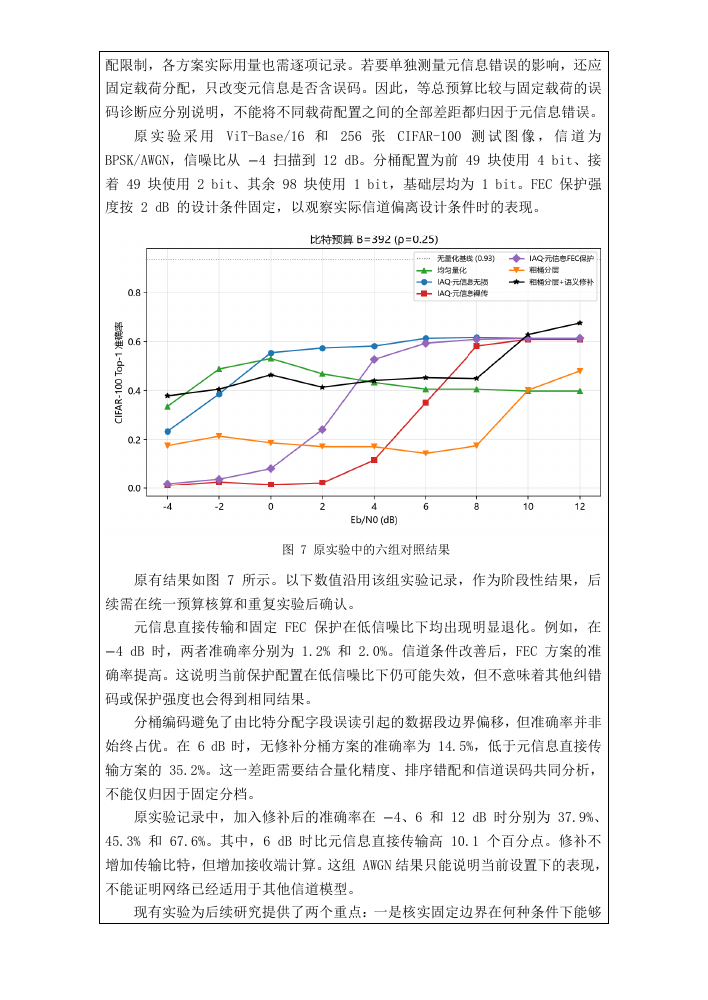 配限制，各方案实际用量也需逐项记录。若要单独测量元信息错误的影响，还应
固定载荷分配，只改变元信息是否含误码。因此，等总预算比较与固定载荷的误
码诊断应分别说明，不能将不同载荷配置之间的全部差距都归因于元信息错误。
原实验采用 ViT-Base/16 和 256 张 CIFAR-100 测试图像，信道为
BPSK/AWGN，信噪比从 −4 扫描到 12 dB。分桶配置为前 49 块使用 4 bit、接
着 49 块使用 2 bit、其余 98 块使用 1 bit，基础层均为 1 bit。FEC 保护强
度按 2 dB 的设计条件固定，以观察实际信道偏离设计条件时的表现。
比特预算 B=392 (ρ=0.25)
无量化基线 (0.93)
均匀量化
IAQ-元信息无损
IAQ-元信息裸传
IAQ-元信息FEC保护
粗桶分层
粗桶分层+语义修补
CIFAR-100 Top-1 准确率
0.8
0.6
0.4
0.2
0.0
-4 -2 0 2 4 6 8 10 12
Eb/N0 (dB)
图 7 原实验中的六组对照结果
原有结果如图 7 所示。以下数值沿用该组实验记录，作为阶段性结果，后
续需在统一预算核算和重复实验后确认。
元信息直接传输和固定 FEC 保护在低信噪比下均出现明显退化。例如，在
−4 dB 时，两者准确率分别为 1.2% 和 2.0%。信道条件改善后，FEC 方案的准
确率提高。这说明当前保护配置在低信噪比下仍可能失效，但不意味着其他纠错
码或保护强度也会得到相同结果。
分桶编码避免了由比特分配字段误读引起的数据段边界偏移，但准确率并非
始终占优。在 6 dB 时，无修补分桶方案的准确率为 14.5%，低于元信息直接传
输方案的 35.2%。这一差距需要结合量化精度、排序错配和信道误码共同分析，
不能仅归因于固定分档。
原实验记录中，加入修补后的准确率在 −4、6 和 12 dB 时分别为 37.9%、
45.3% 和 67.6%。其中，6 dB 时比元信息直接传输高 10.1 个百分点。修补不
增加传输比特，但增加接收端计算。这组 AWGN 结果只能说明当前设置下的表现，
不能证明网络已经适用于其他信道模型。
现有实验为后续研究提供了两个重点：一是核实固定边界在何种条件下能够